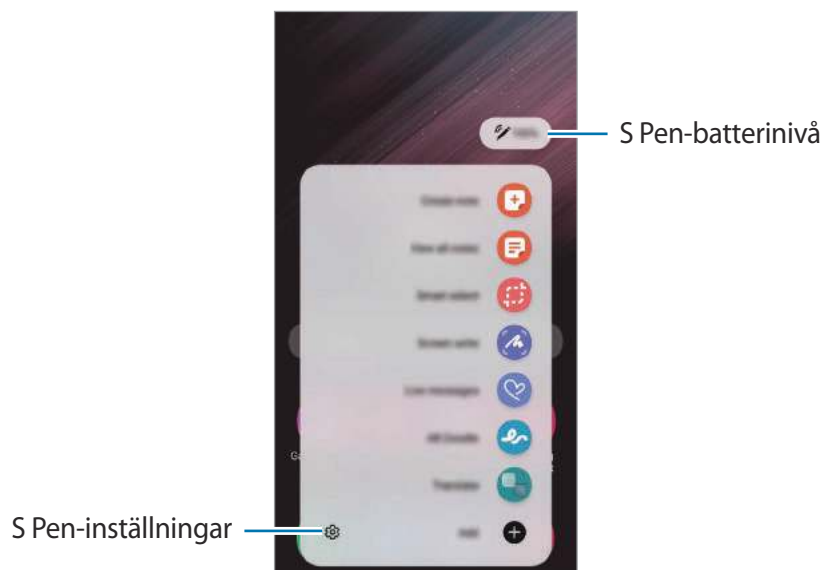 S Pen-batterinivå
Create note
View all notes
Smart select
Screen write
Live messages
AR Doodle
Translate
S Pen-inställningar
Add